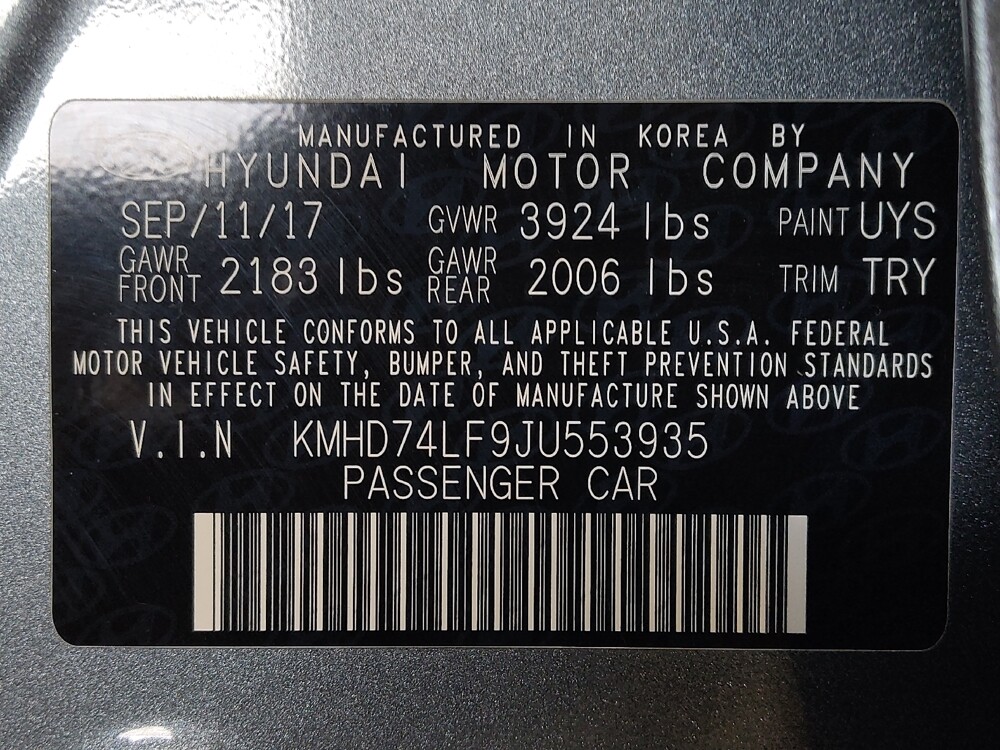 MANUFACTURED IN KOREA BY
HYUNDAI MOTOR COMPANY
SEP/11/17 GVWR 3924 lbs PAINT UYS
GAWR FRONT 2183 lbs GAWR REAR 2006 lbs TRIM TRY
THIS VEHICLE CONFORMS TO ALL APPLICABLE U.S.A. FEDERAL
MOTOR VEHICLE SAFETY, BUMPER, AND THEFT PREVENTION STANDARDS
IN EFFECT ON THE DATE OF MANUFACTURE SHOWN ABOVE
V.I.N KMHD74LF9JU553935
PASSENGER CAR